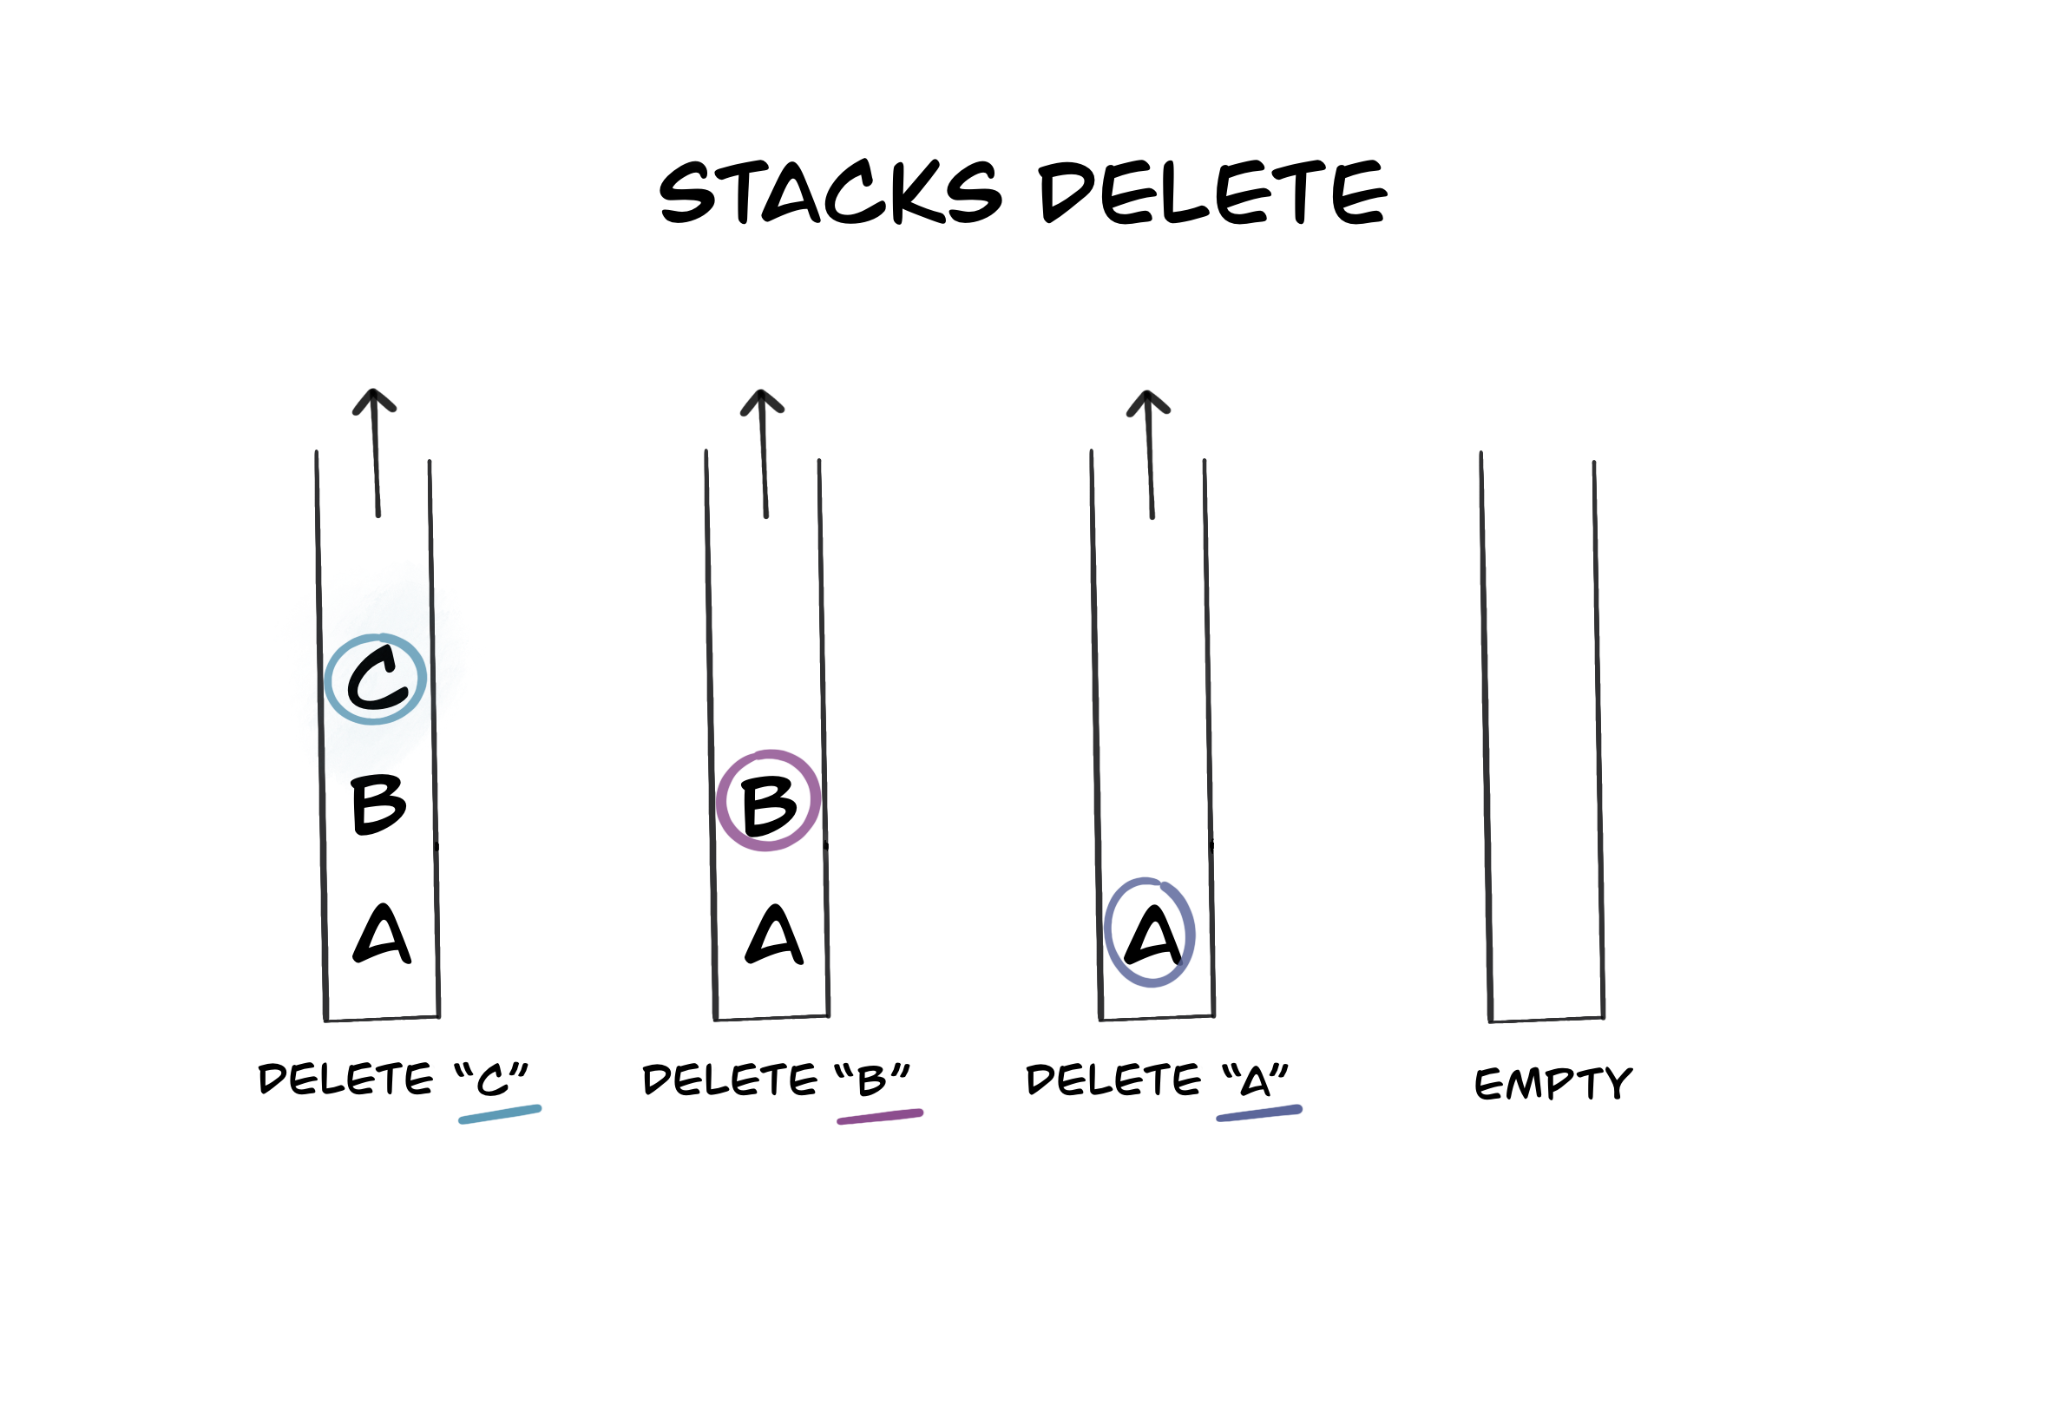 STACKS DELETE
C
B
A
B
A
A
DELETE “C”
DELETE “B”
DELETE “A”
EMPTY